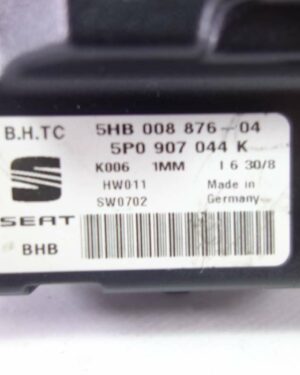 B.H.TC 5HB 008 876-04
5P0 907 044 K
K006 1MM 1 6 30/8
HW011 Made in
SW0702 Germany
SEAT
BHB